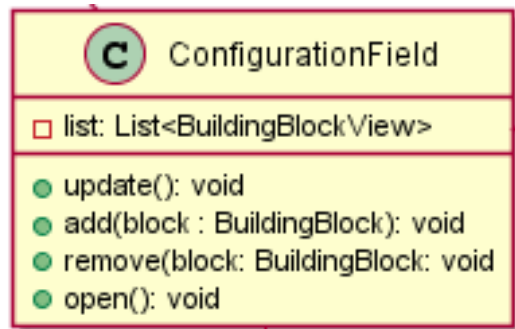 C ConfigurationField
list: List<BuildingBlockView>
update(): void
add(block : BuildingBlock): void
remove(block: BuildingBlock: void
open(): void